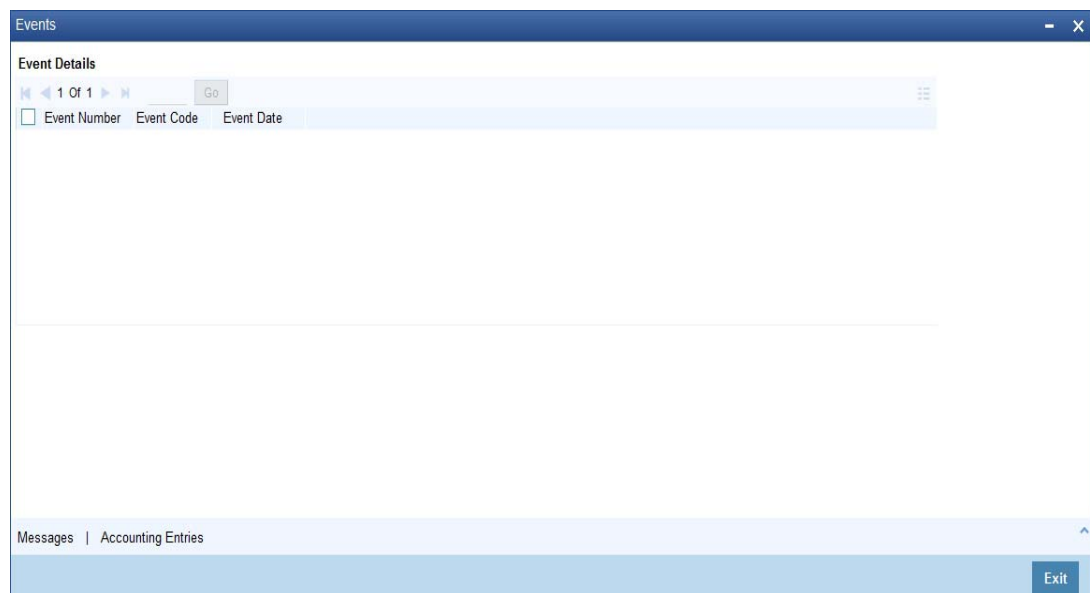 Events
Event Details
1 Of 1 Go
Event Number Event Code Event Date
Messages | Accounting Entries
Exit